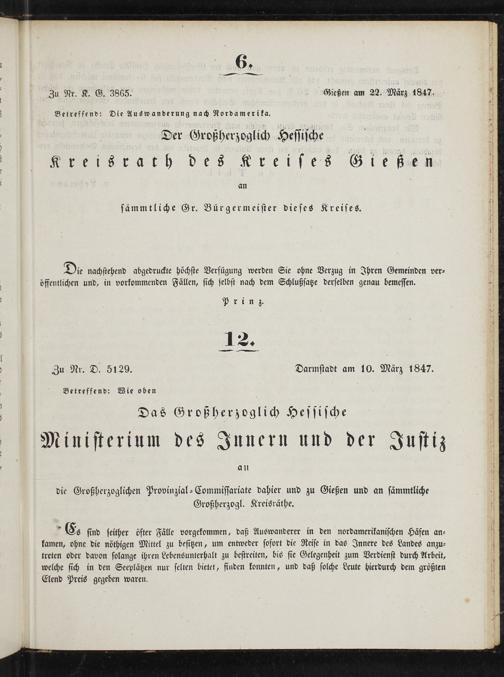 6.
Zu Nr. K. G. 3865.
Gießen am 22. März 1847.
Betreffend: Die Auswanderung nach Nordamerika.
Der Großherzoglich Hessische
Kreisrath des Kreises Gießen
an
sämmtliche Gr. Bürgermeister dieses Kreises.
Die nachstehend abgedruckte höchste Verfügung werden Sie ohne Verzug in Ihren Gemeinden ver-
öffentlichen und, in vorkommenden Fällen, sich selbst nach dem Schlußsatze derselben genau bemessen.
Prinz.
12.
Zu Nr. D. 5129.
Darmstadt am 10. März 1847.
Betreffend: Wie oben
Das Großherzoglich Hessische
Ministerium des Innern und der Justiz
an
die Großherzoglichen Provinzial-Commissariate dahier und zu Gießen und an sämmtliche
Großherzogl. Kreisräthe.
Es sind seither öfter Fälle vorgekommen, daß Auswanderer in den nordamerikanischen Häfen an-
kamen, ohne die nöthigen Mittel zu besitzen, um entweder sofort die Reise in das Innere des Landes anzu-
treten oder davon solange ihren Lebensunterhalt zu bestreiten, bis sie Gelegenheit zum Verdienst durch Arbeit,
welche sich in den Seeplätzen nur selten bietet, finden konnten, und daß solche Leute hierdurch dem größten
Elend Preis gegeben waren.